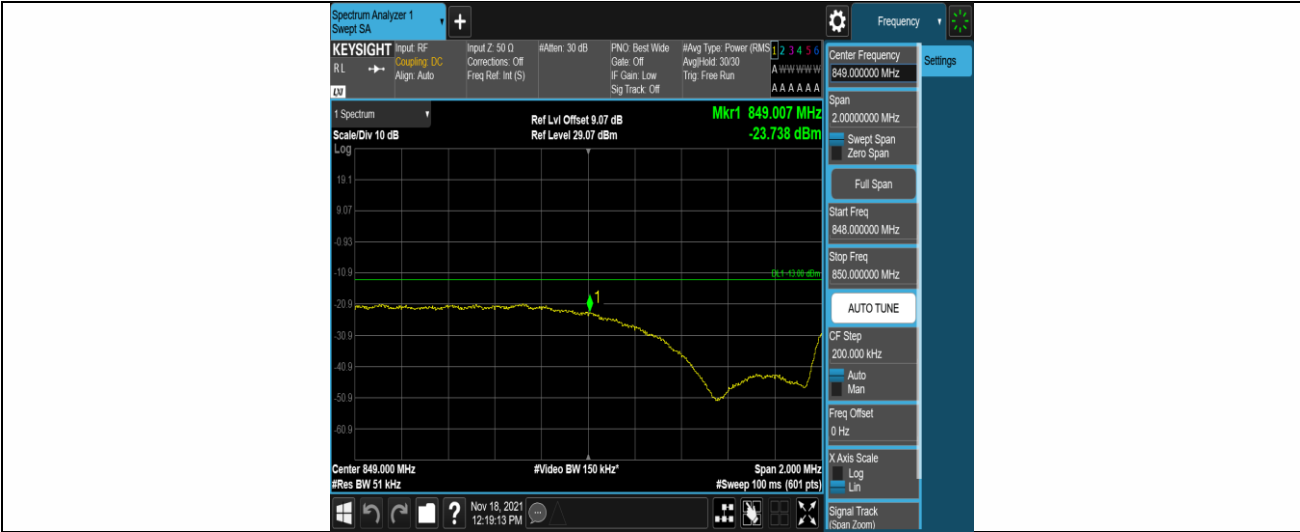 Spectrum Analyzer 1
Swept SA
+
Frequency
KEYSIGHT
R L
LXI
Input: RF
Coupling: DC
Align: Auto
Input Z: 50 Ω
Corrections: Off
Freq Ref: Int (S)
#Atten: 30 dB
PNO: Best Wide
Gate: Off
IF Gain: Low
Sig Track: Off
#Avg Type: Power (RMS
Avg|Hold: 30/30
Trig: Free Run
1 2 3 4 5 6
A W W W W W
A A A A A A
1 Spectrum
Scale/Div 10 dB
Ref Lvl Offset 9.07 dB
Ref Level 29.07 dBm
Mkr1 849.007 MHz
-23.738 dBm
Log
19.1
9.07
-0.93
-10.9
DL1 -13.00 dBm
-20.9
1
-30.9
-40.9
-50.9
-60.9
Center 849.000 MHz
#Res BW 51 kHz
#Video BW 150 kHz*
Span 2.000 MHz
#Sweep 100 ms (601 pts)
Center Frequency
849.000000 MHz
Settings
Span
2.00000000 MHz
Swept Span
Zero Span
Full Span
Start Freq
848.000000 MHz
Stop Freq
850.000000 MHz
AUTO TUNE
CF Step
200.000 kHz
Auto
Man
Freq Offset
0 Hz
X Axis Scale
Log
Lin
Signal Track
(Span Zoom)
?
Nov 18, 2021
12:19:13 PM